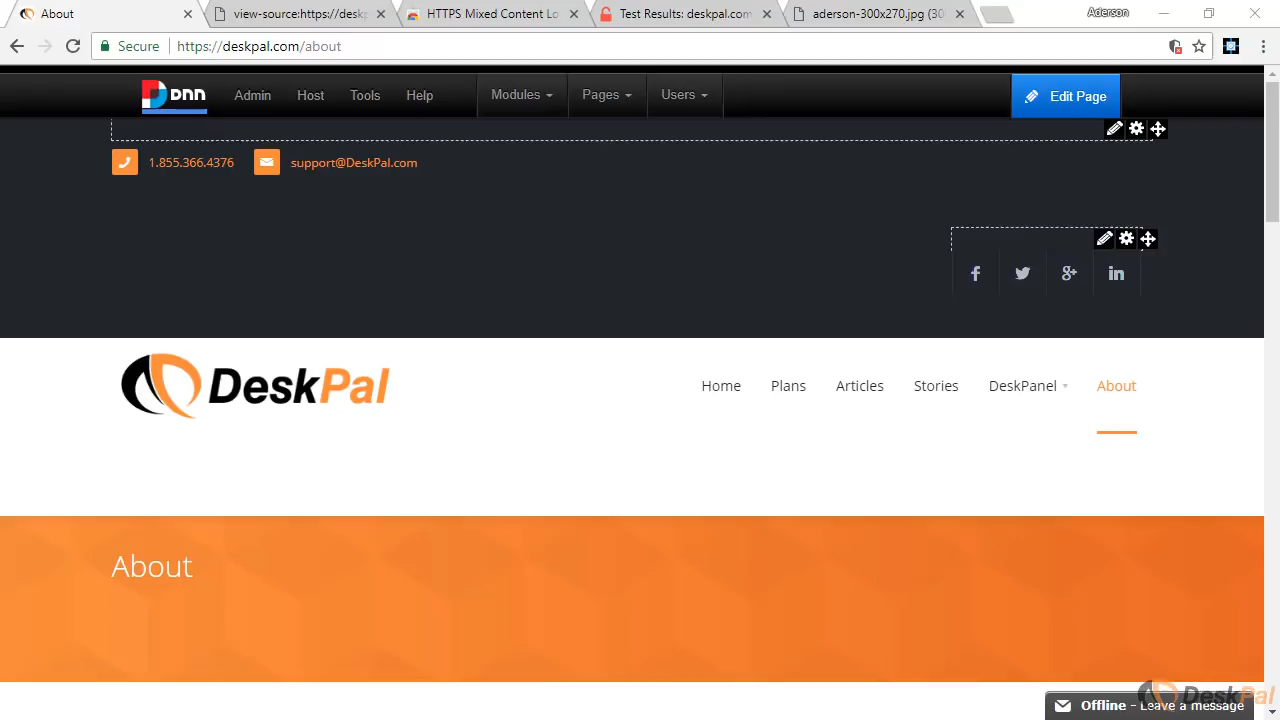 About
view-source:https://desk
HTTPS Mixed Content Lo
Test Results: deskpal.com
aderson-300x270.jpg (30
Aderson
Secure
https://deskpal.com/about
DNN
Admin
Host
Tools
Help
Modules
Pages
Users
Edit Page
1.855.366.4376
support@DeskPal.com
DeskPal
Home
Plans
Articles
Stories
DeskPanel
About
About
Offline - Leave a message
DeskPal